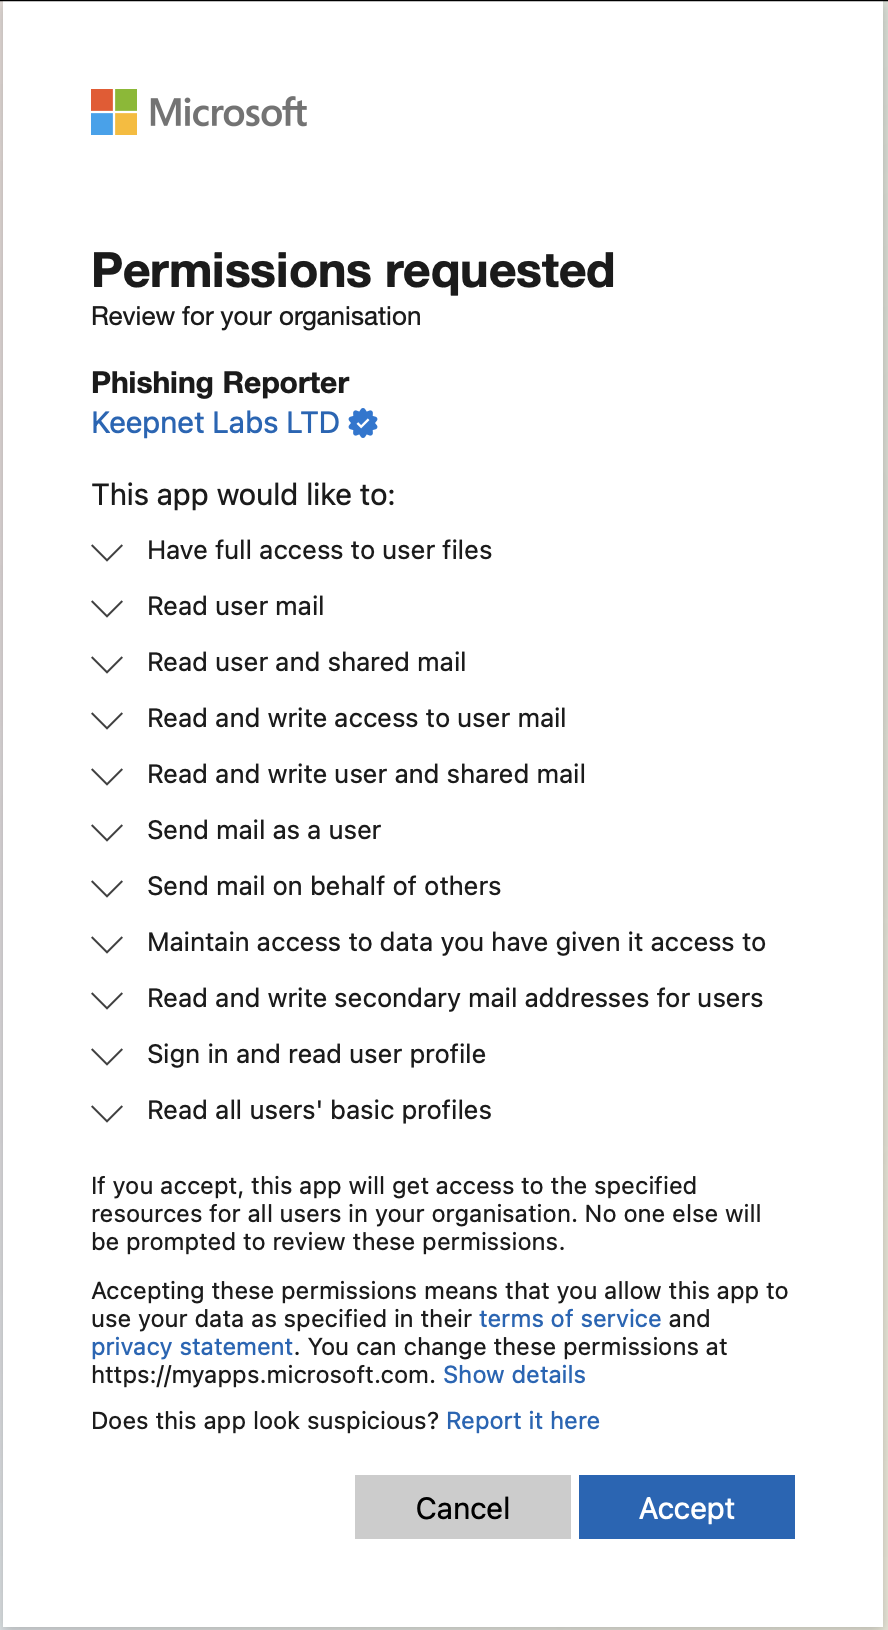 Microsoft
Permissions requested
Review for your organisation
Phishing Reporter
Keepnet Labs LTD
This app would like to:
Have full access to user files
Read user mail
Read user and shared mail
Read and write access to user mail
Read and write user and shared mail
Send mail as a user
Send mail on behalf of others
Maintain access to data you have given it access to
Read and write secondary mail addresses for users
Sign in and read user profile
Read all users' basic profiles
If you accept, this app will get access to the specified
resources for all users in your organisation. No one else will
be prompted to review these permissions.
Accepting these permissions means that you allow this app to
use your data as specified in their terms of service and
privacy statement. You can change these permissions at
https://myapps.microsoft.com. Show details
Does this app look suspicious? Report it here
Cancel
Accept